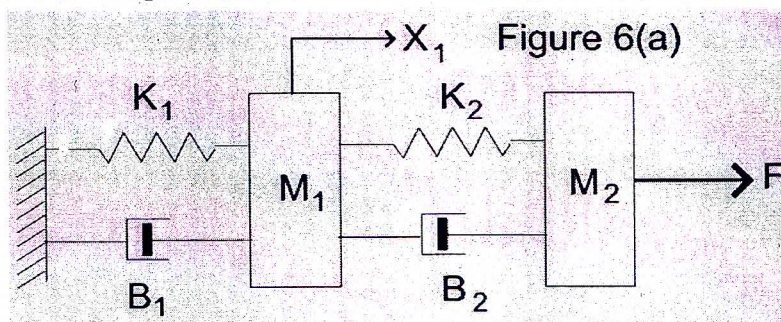 X₁ Figure 6(a)
K₁ K₂
M₁ M₂ F
B₁ B₂